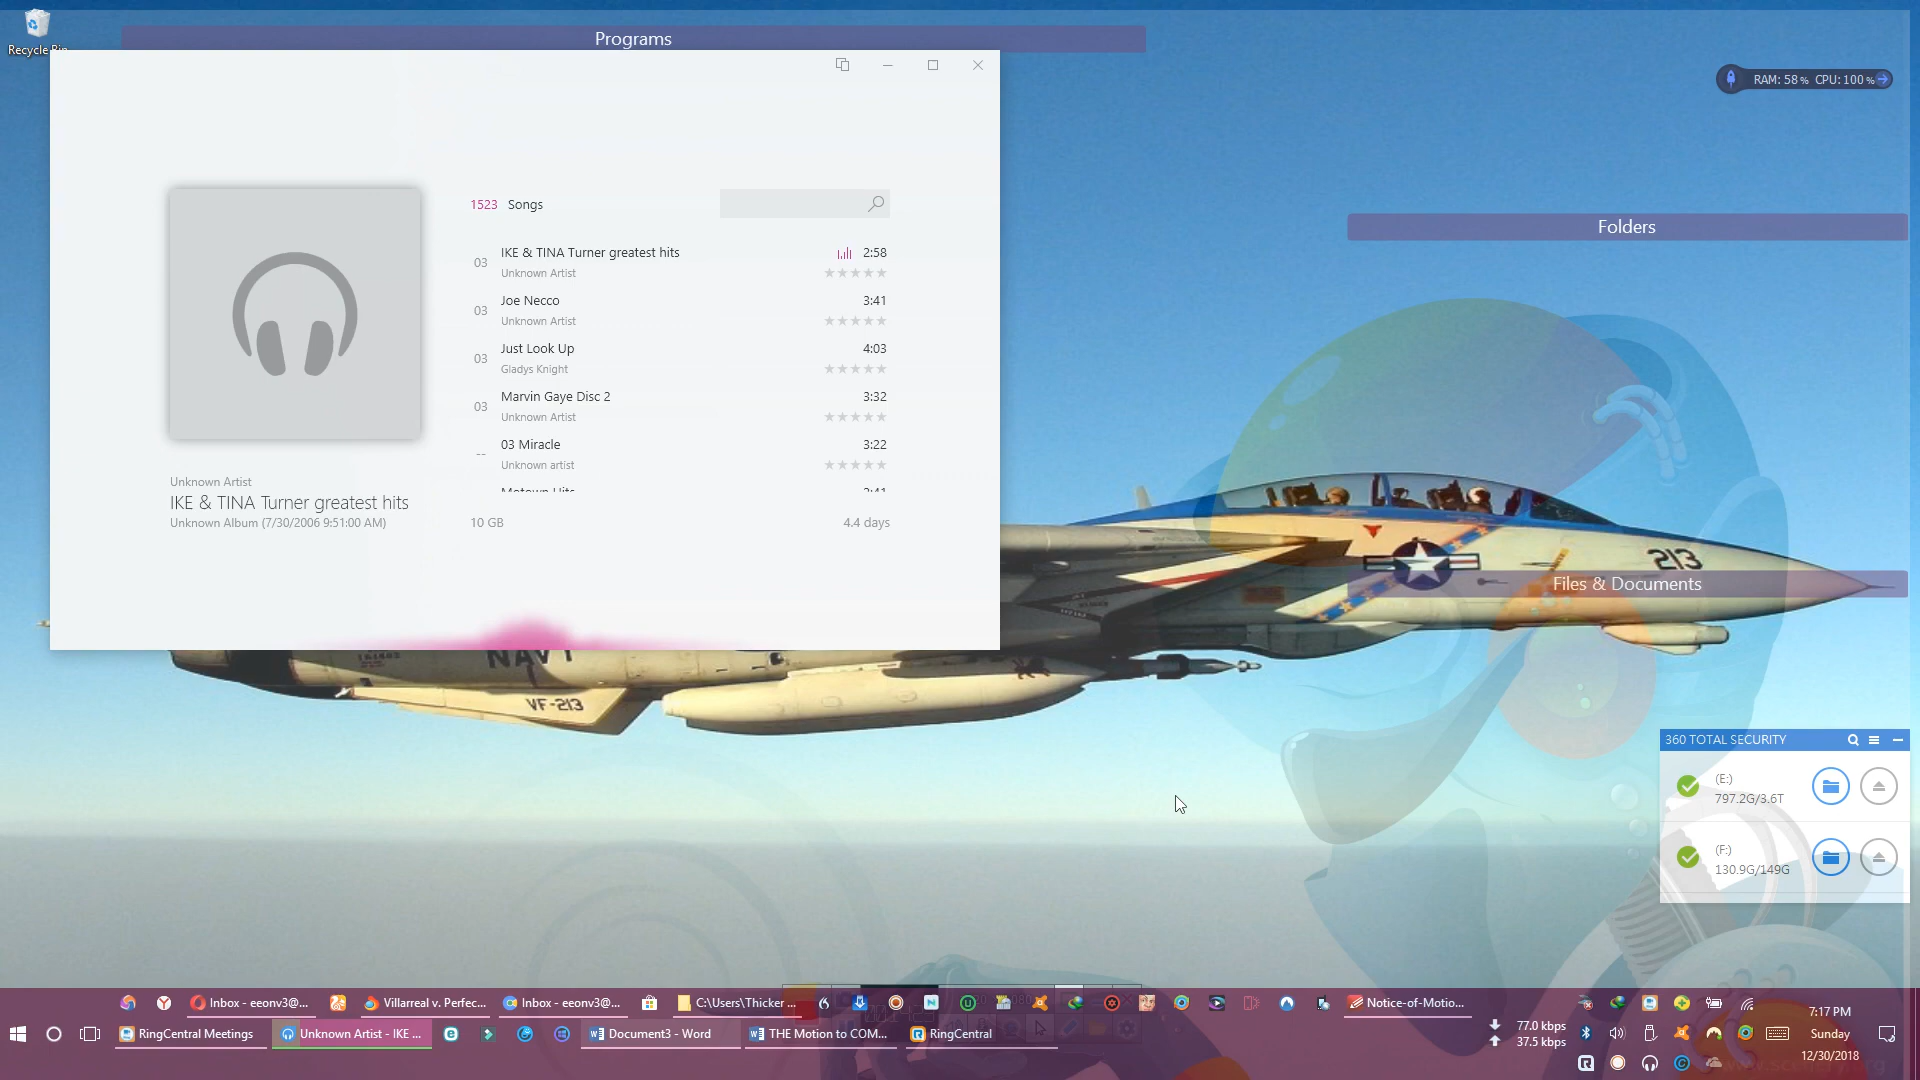 Recycle Bin
Programs
RAM: 58% CPU: 100%
Folders
1523 Songs
03 IKE & TINA Turner greatest hits 2:58
Unknown Artist
03 Joe Necco 3:41
Unknown Artist
03 Just Look Up 4:03
Gladys Knight
03 Marvin Gaye Disc 2 3:32
Unknown Artist
-- 03 Miracle 3:22
Unknown artist
Motown Hits 2:41
Unknown Artist
IKE & TINA Turner greatest hits
Unknown Album (7/30/2006 9:51:00 AM)
10 GB 4.4 days
213
Files & Documents
NAVY
VF-213
360 TOTAL SECURITY
(E:)
797.2G/3.6T
(F:)
130.9G/149G
Inbox - eeonv3@...
Villarreal v. Perfec...
Inbox - eeonv3@...
C:\Users\Thicker ...
Notice-of-Motio...
RingCentral Meetings
Unknown Artist - IKE ...
Document3 - Word
THE Motion to COM...
RingCentral
77.0 kbps
37.5 kbps
7:17 PM
Sunday
12/30/2018